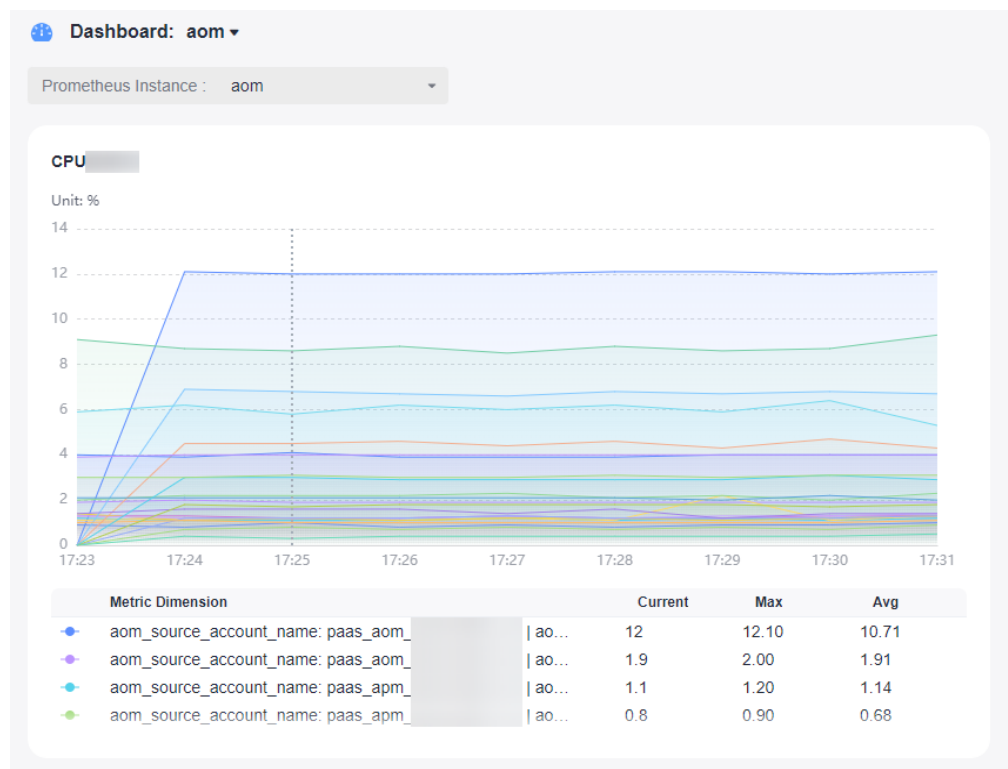 Dashboard: aom
Prometheus Instance : aom
CPU
Unit: %
14
12
10
8
6
4
2
0
17:23 17:24 17:25 17:26 17:27 17:28 17:29 17:30 17:31
Metric Dimension Current Max Avg
aom_source_account_name: paas_aom_ | ao... 12 12.10 10.71
aom_source_account_name: paas_aom_ | ao... 1.9 2.00 1.91
aom_source_account_name: paas_apm_ | ao... 1.1 1.20 1.14
aom_source_account_name: paas_apm_ | ao... 0.8 0.90 0.68